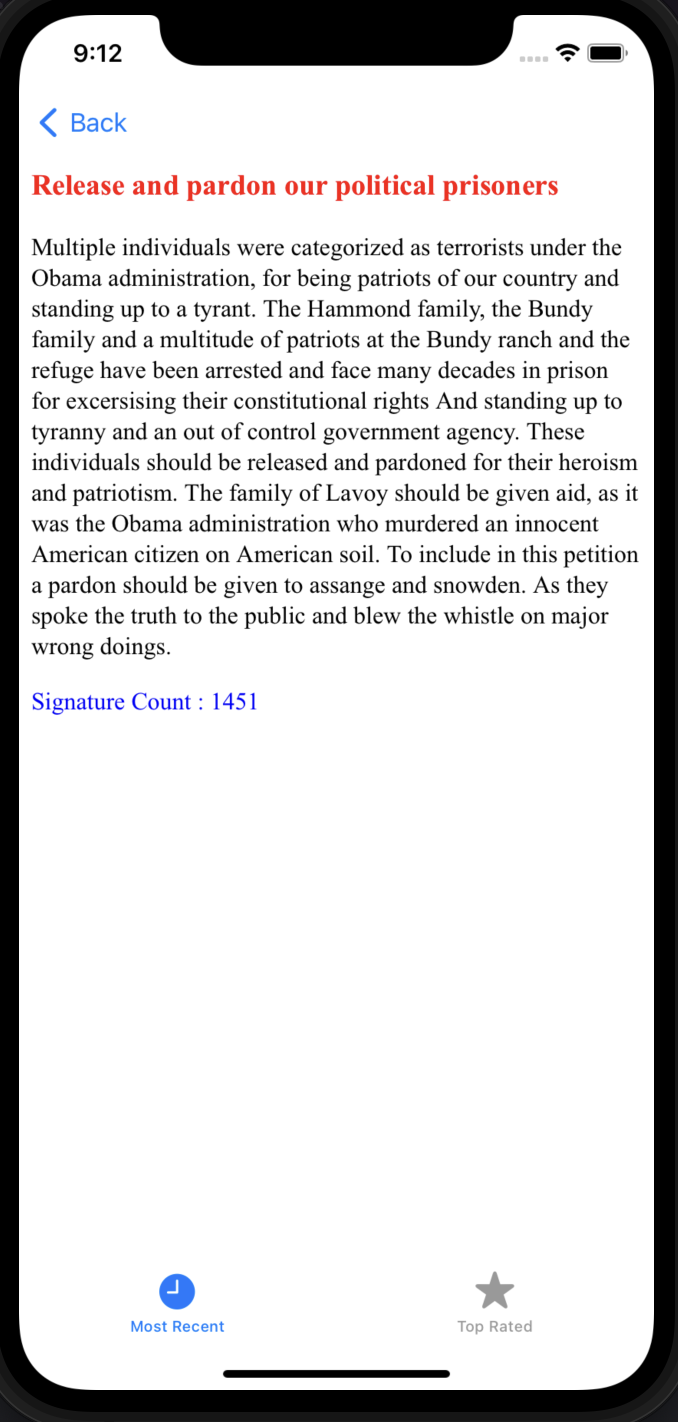 9:12
Back
Release and pardon our political prisoners
Multiple individuals were categorized as terrorists under the
Obama administration, for being patriots of our country and
standing up to a tyrant. The Hammond family, the Bundy
family and a multitude of patriots at the Bundy ranch and the
refuge have been arrested and face many decades in prison
for excersising their constitutional rights And standing up to
tyranny and an out of control government agency. These
individuals should be released and pardoned for their heroism
and patriotism. The family of Lavoy should be given aid, as it
was the Obama administration who murdered an innocent
American citizen on American soil. To include in this petition
a pardon should be given to assange and snowden. As they
spoke the truth to the public and blew the whistle on major
wrong doings.
Signature Count : 1451
Most Recent
Top Rated